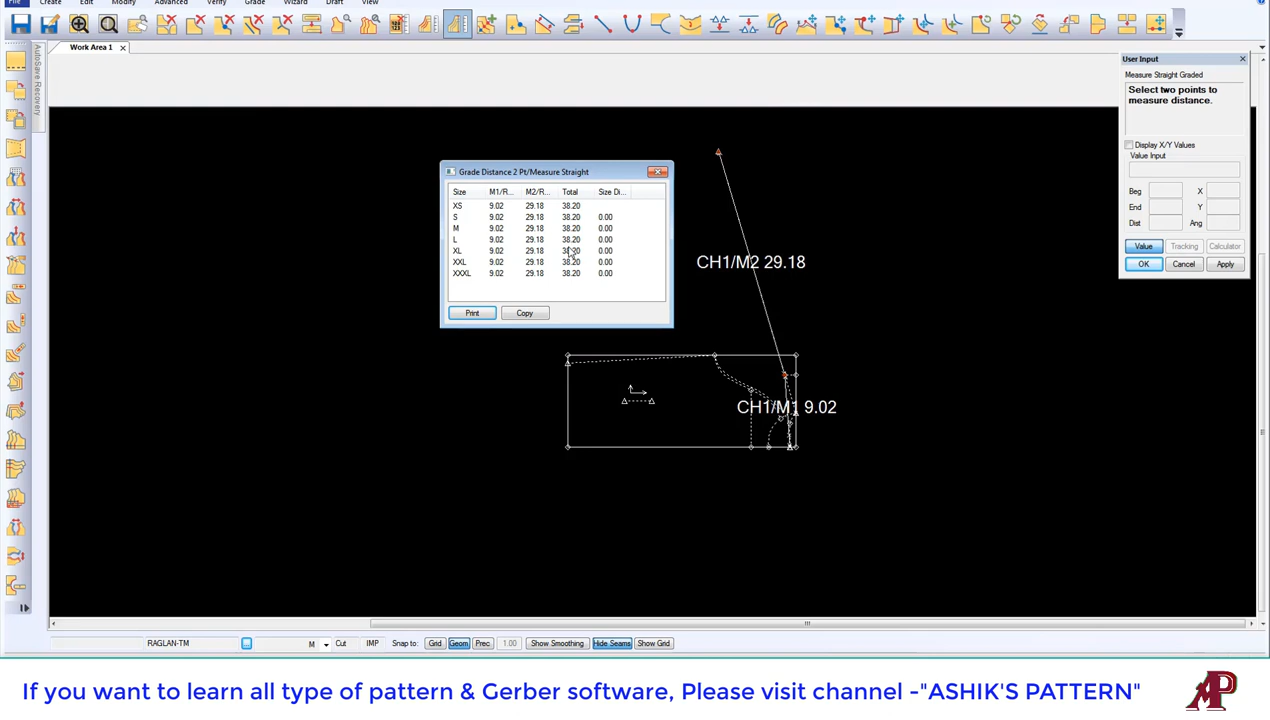 File Create Edit Modify Advanced Verify Grade Wizard Draft View
Work Area 1
AutoSave Recovery
User Input
Measure Straight Graded
Select two points to
measure distance.
Display X/Y Values
Value Input
Beg X
End Y
Dist Ang
Value Tracking Calculator
OK Cancel Apply
Grade Distance 2 Pt/Measure Straight
Size M1/R... M2/R... Total Size Di...
XS 9.02 29.18 38.20
S 9.02 29.18 38.20 0.00
M 9.02 29.18 38.20 0.00
L 9.02 29.18 38.20 0.00
XL 9.02 29.18 38.20 0.00
XXL 9.02 29.18 38.20 0.00
XXXL 9.02 29.18 38.20 0.00
Print Copy
CH1/M2 29.18
CH1/M1 9.02
RAGLAN-TM M Cut IMP Snap to: Grid Geom Prec 1.00 Show Smoothing Hide Seams Show Grid
If you want to learn all type of pattern & Gerber software, Please visit channel -"ASHIK'S PATTERN"
AP